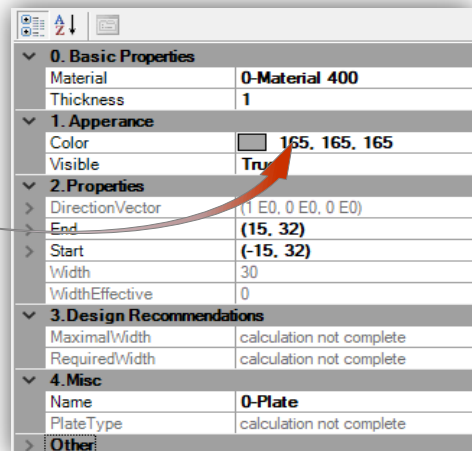 0. Basic Properties
Material 0-Material 400
Thickness 1
1. Apperance
Color 165, 165, 165
Visible
2.Properties
DirectionVector (1 E0, 0 E0, 0 E0)
End (15, 32)
Start (-15, 32)
Width 30
WidthEffective 0
3.Design Recommendations
MaximalWidth calculation not complete
RequiredWidth calculation not complete
4.Misc
Name 0-Plate
PlateType calculation not complete
Other